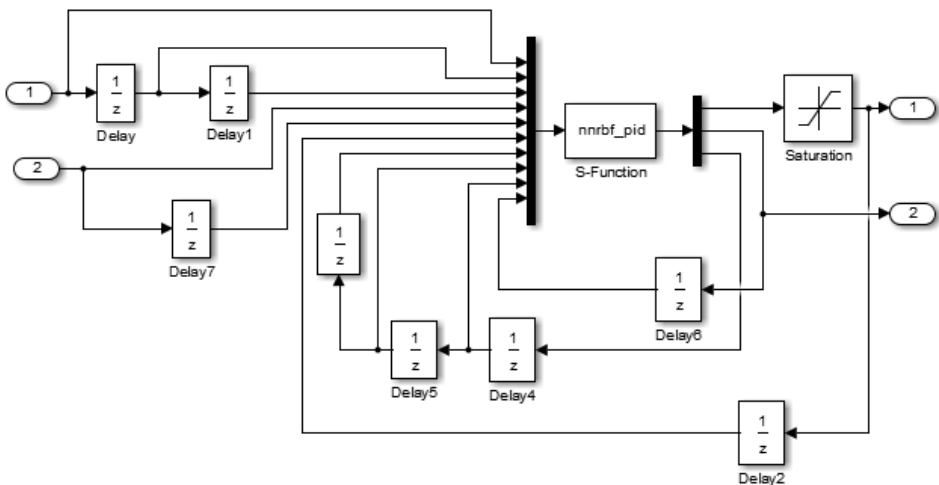 1
1
z
Delay
1
z
Delay1
2
1
z
Delay7
1
z
nnrbf_pid
S-Function
Saturation
1
2
1
z
Delay6
1
z
Delay5
1
z
Delay4
1
z
Delay2